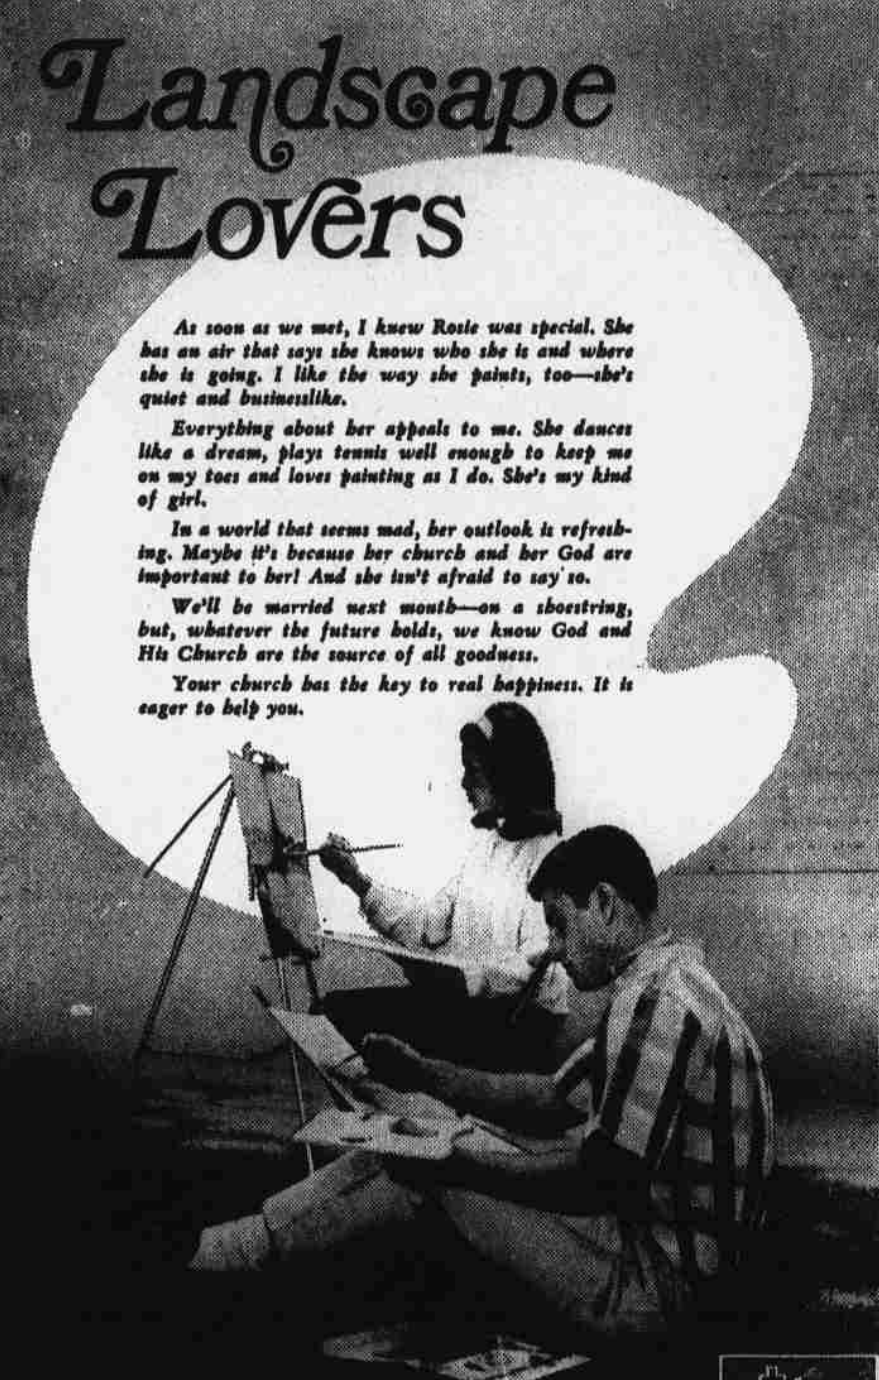 Landscape
Lovers
As soon as we met, I knew Rosie was special. She
has an air that says she knows who she is and where
she is going. I like the way she paints, too—she's
quiet and businesslike.
Everything about her appeals to me. She dances
like a dream, plays tennis well enough to keep me
on my toes and loves painting as I do. She's my kind
of girl.
In a world that seems mad, her outlook is refresh-
ing. Maybe it's because her church and her God are
important to her! And she isn't afraid to say so.
We'll be married next month—on a shoestring,
but, whatever the future holds, we know God and
His Church are the source of all goodness.
Your church has the key to real happiness. It is
eager to help you.